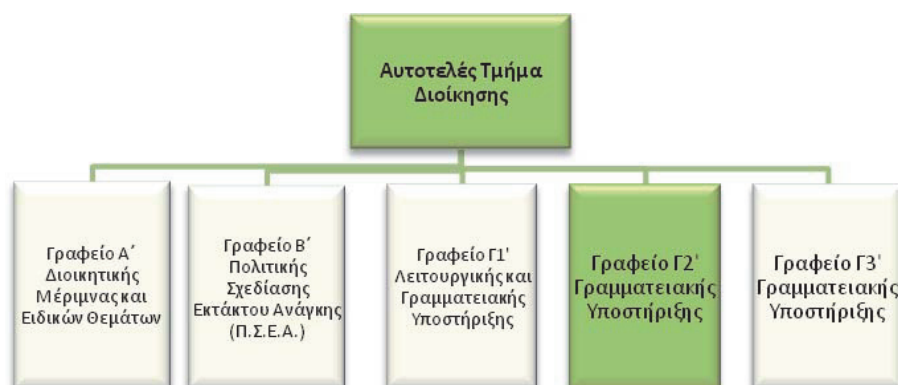 Αυτοτελές Τμήμα
Διοίκησης
Γραφείο Α΄
Διοικητικής
Μέριμνας και
Ειδικών Θεμάτων
Γραφείο Β΄
Πολιτικής
Σχεδίασης
Εκτάκτου Ανάγκης
(Π.Σ.Ε.Α.)
Γραφείο Γ1'
Λειτουργικής και
Γραμματειακής
Υποστήριξης
Γραφείο Γ2'
Γραμματειακής
Υποστήριξης
Γραφείο Γ3'
Γραμματειακής
Υποστήριξης